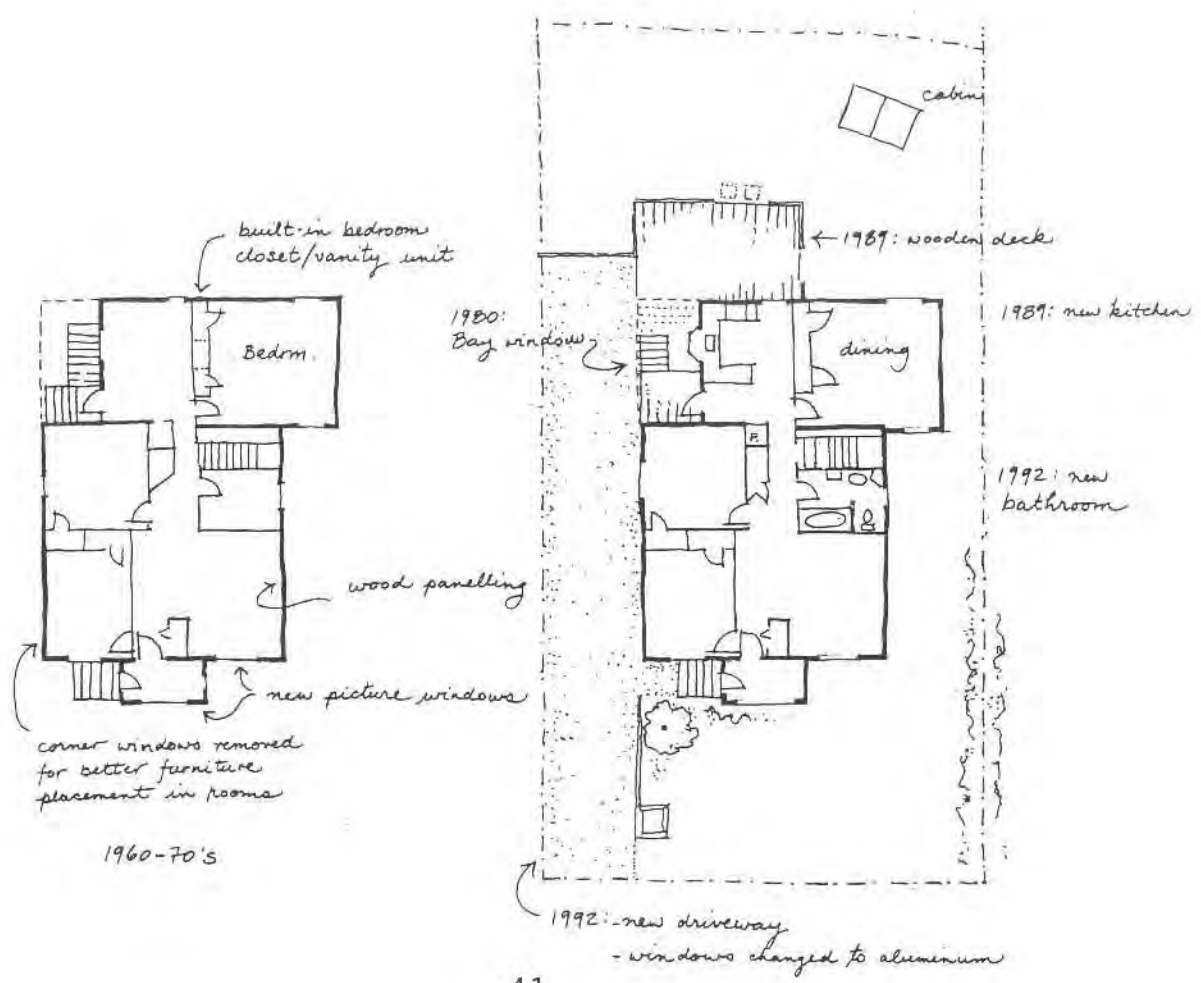 cabin
built-in bedroom
closet/vanity unit
← 1989: wooden deck
1980:
Bay window
1989: new kitchen
Bedrm.
dining
R.
1992: new
bathroom
wood panelling
new picture windows
corner windows removed
for better furniture
placement in rooms
1960-70's
1992: -new driveway
- windows changed to aluminum